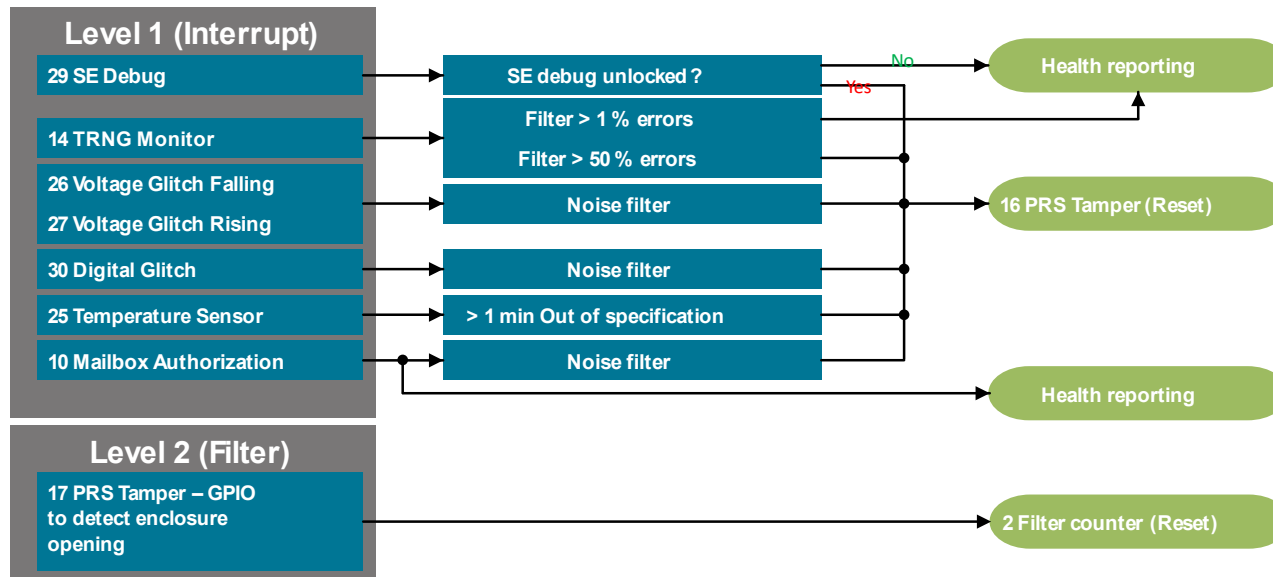 Level 1 (Interrupt)
29 SE Debug
SE debug unlocked ?
No
Yes
Health reporting
14 TRNG Monitor
Filter > 1 % errors
Filter > 50 % errors
26 Voltage Glitch Falling
27 Voltage Glitch Rising
Noise filter
16 PRS Tamper (Reset)
30 Digital Glitch
Noise filter
25 Temperature Sensor
> 1 min Out of specification
10 Mailbox Authorization
Noise filter
Health reporting
Level 2 (Filter)
17 PRS Tamper – GPIO
to detect enclosure
opening
2 Filter counter (Reset)